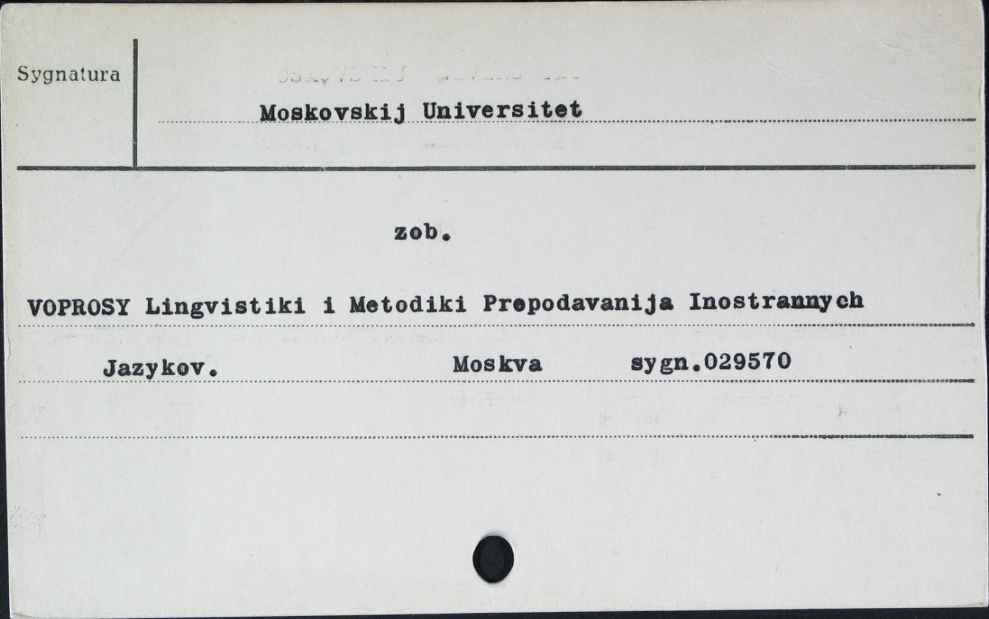 Sygnatura
Moskovskij Universitet
zob.
VOPROSY Lingvistiki i Metodiki Prepodavanija Inostrannych
Jazykov. Moskva sygn.029570